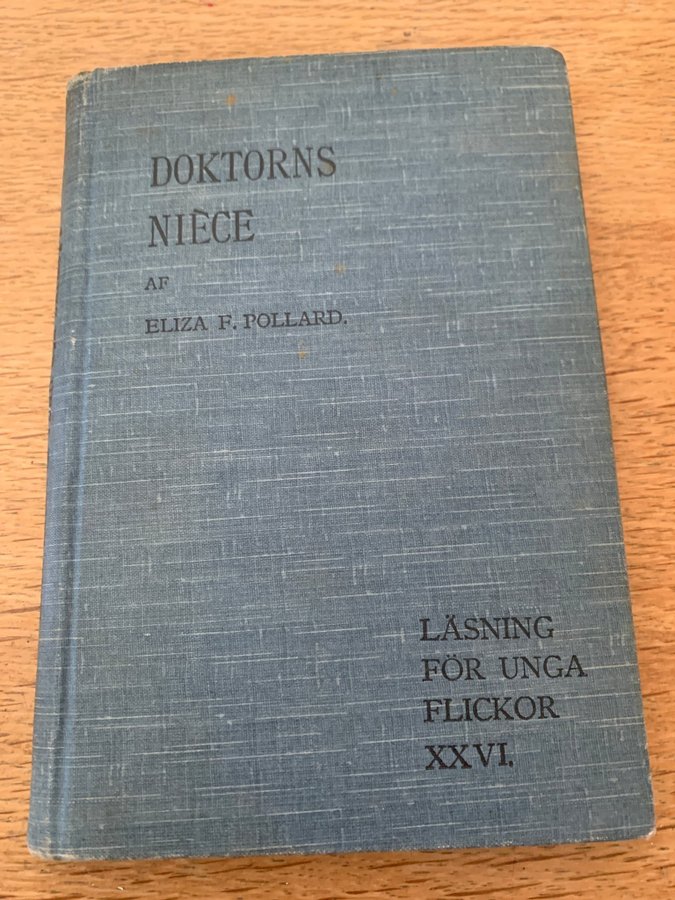 DOKTORNS
NIÈCE
AF
ELIZA F. POLLARD.
LÄSNING
FÖR UNGA
FLICKOR
XXVI.